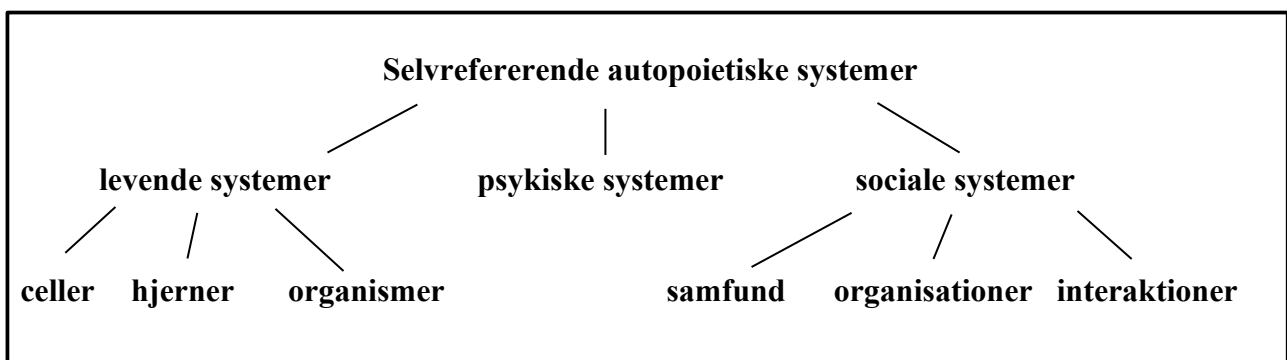 Selvrefererende autopoietiske systemer
levende systemer psykiske systemer sociale systemer
celler hjerner organismer samfund organisationer interaktioner